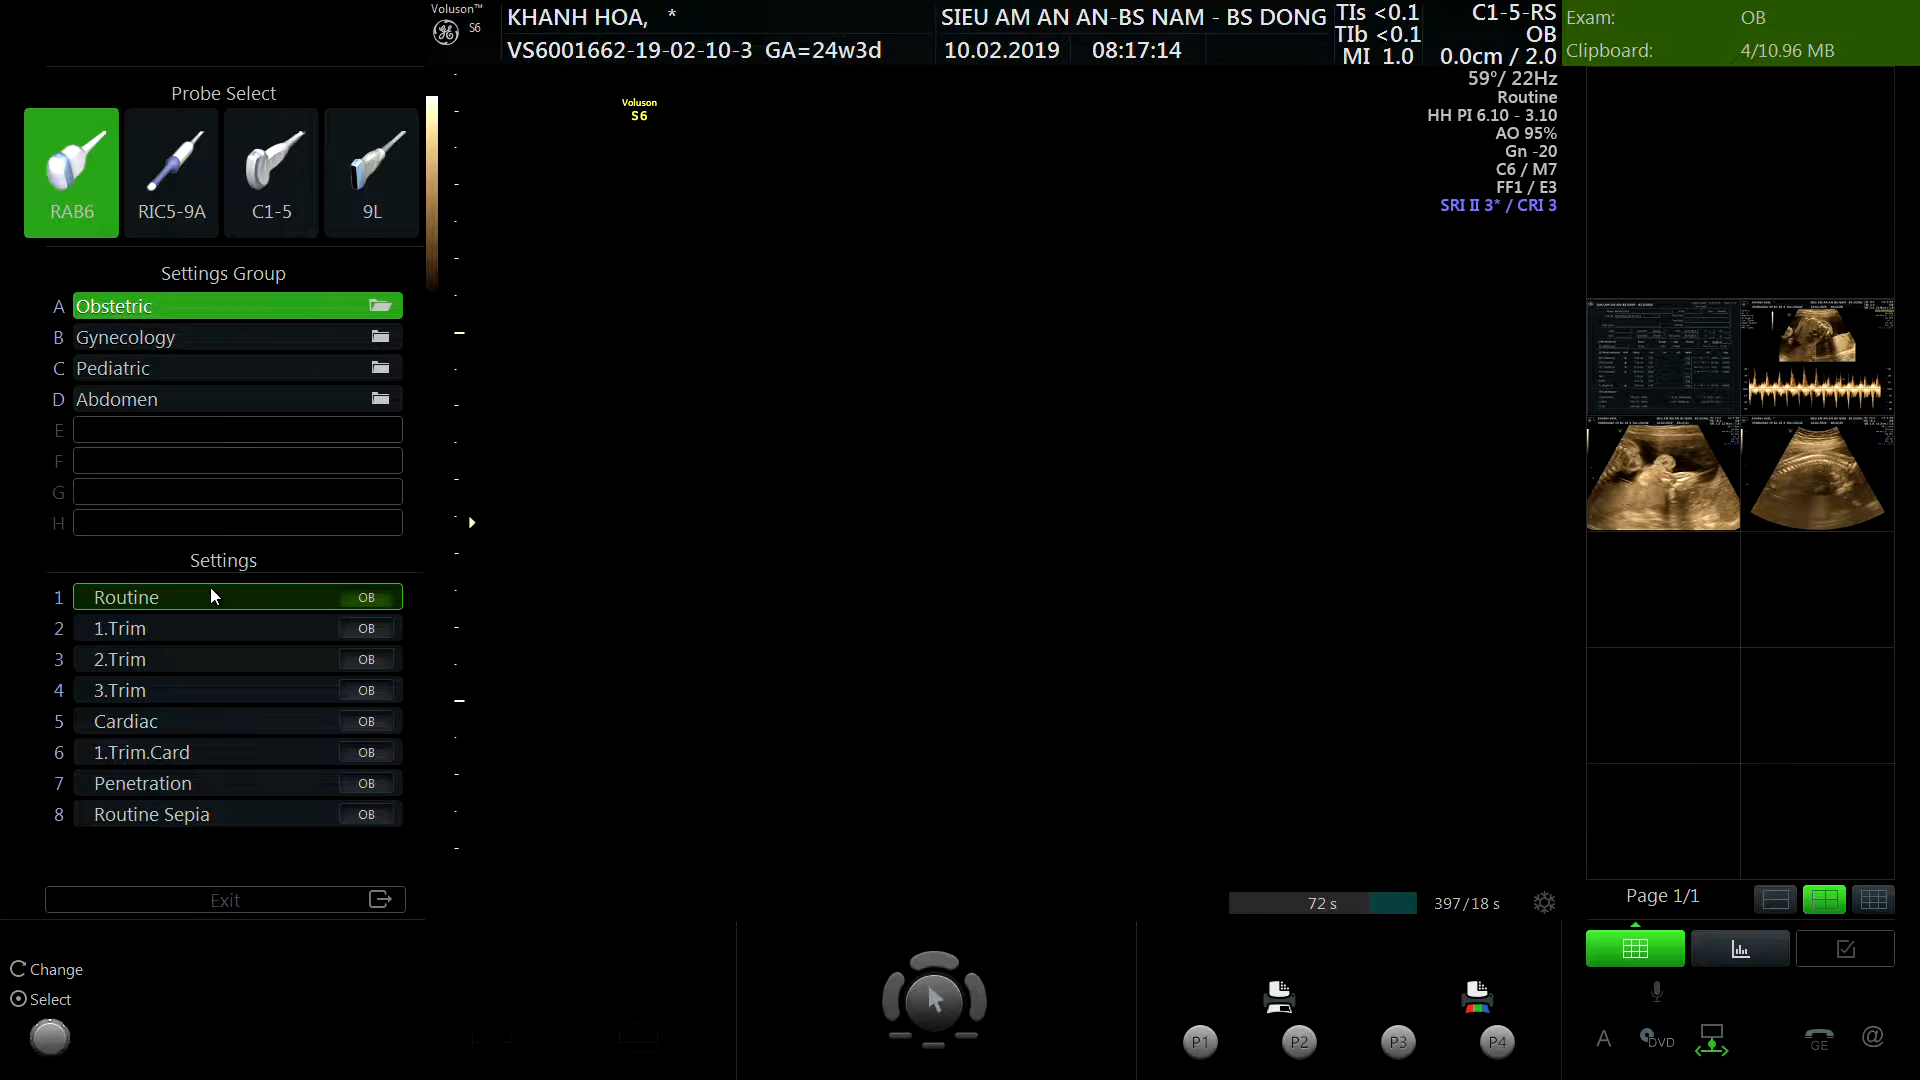 Voluson™
S6
KHANH HOA, *
SIEU AM AN AN-BS NAM - BS DONG
VS6001662-19-02-10-3 GA=24w3d
10.02.2019 08:17:14
TIs <0.1
TIb <0.1
MI 1.0
C1-5-RS
OB
0.0cm / 2.0
Exam: OB
Clipboard: 4/10.96 MB
59°/ 22Hz
Routine
HH PI 6.10 - 3.10
AO 95%
Gn -20
C6 / M7
FF1 / E3
SRI II 3* / CRI 3
Voluson
S6
Probe Select
RAB6
RIC5-9A
C1-5
9L
Settings Group
A Obstetric
B Gynecology
C Pediatric
D Abdomen
E
F
G
H
Settings
1 Routine OB
2 1.Trim OB
3 2.Trim OB
4 3.Trim OB
5 Cardiac OB
6 1.Trim.Card OB
7 Penetration OB
8 Routine Sepia OB
Exit
72 s
397/18 s
Page 1/1
Change
Select
P1
P2
P3
P4
A
DVD
GE
@